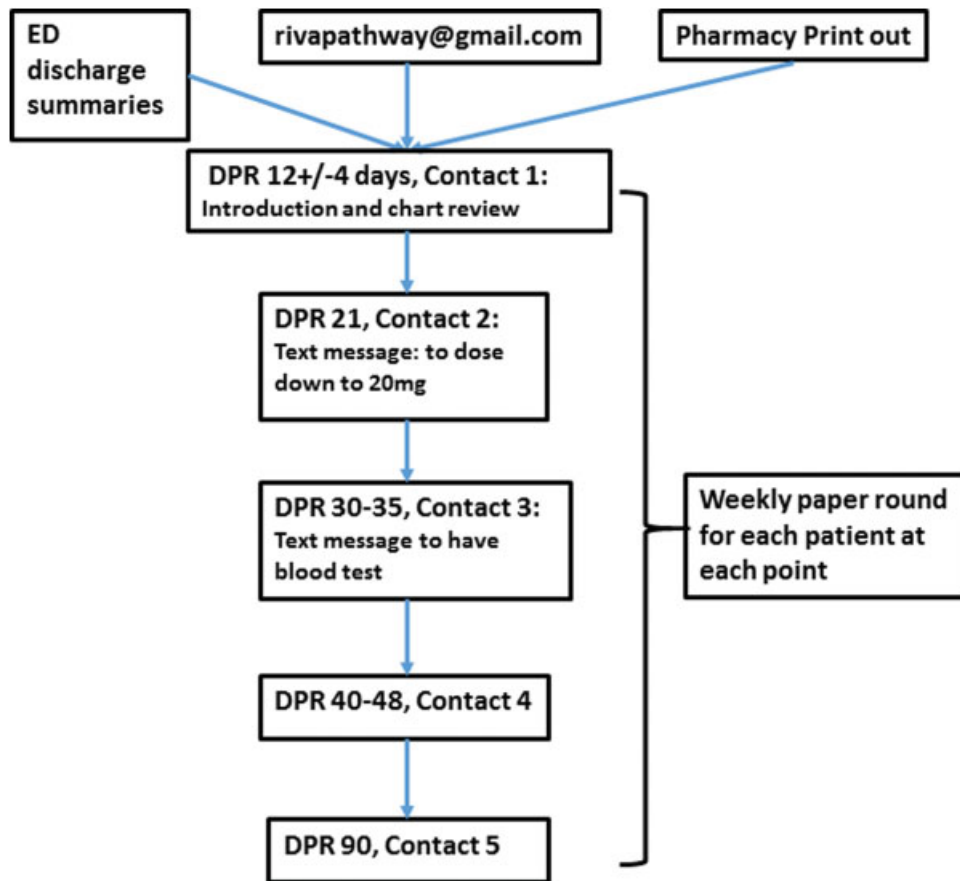 ED
discharge
summaries
rivapathway@gmail.com
Pharmacy Print out
DPR 12+/-4 days, Contact 1:
Introduction and chart review
DPR 21, Contact 2:
Text message: to dose
down to 20mg
DPR 30-35, Contact 3:
Text message to have
blood test
Weekly paper round
for each patient at
each point
DPR 40-48, Contact 4
DPR 90, Contact 5